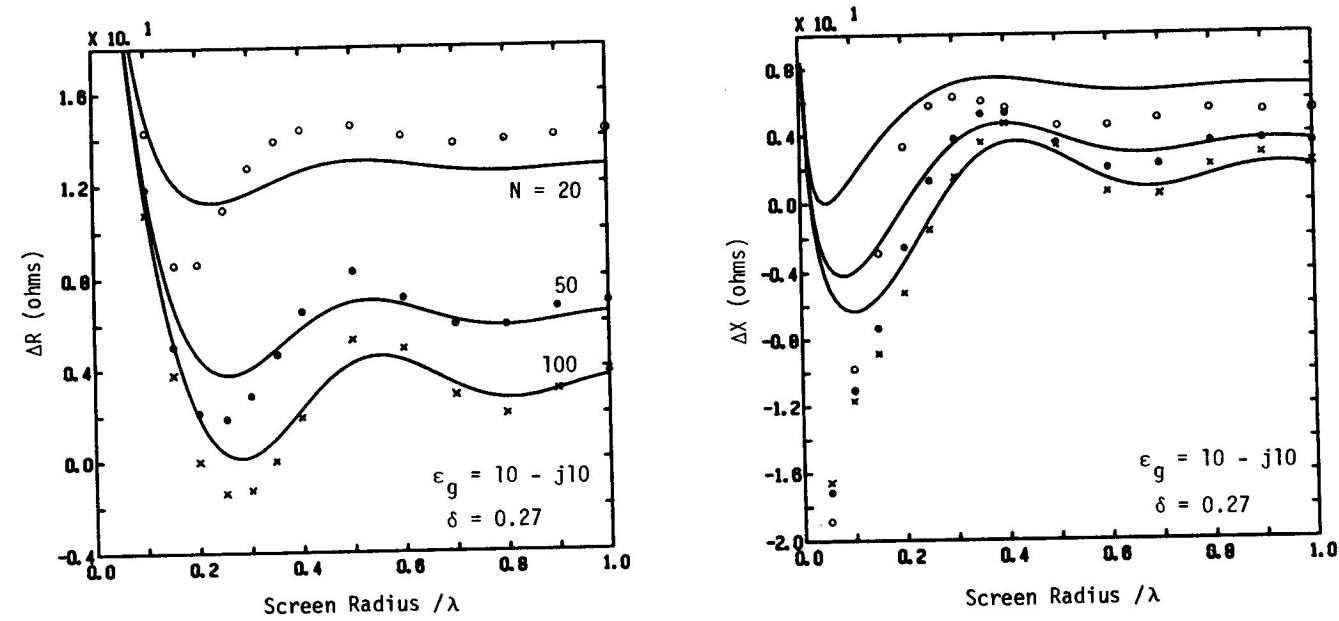 X 10. 1
1.6
1.2
0.8
0.4
0.0
-0.4
0.0 0.2 0.4 0.6 0.8 1.0
ΔR (ohms)
Screen Radius /λ
N = 20
50
100
εg = 10 - j10
δ = 0.27
X 10. 1
0.8
0.4
0.0
-0.4
-0.8
-1.2
-1.6
-2.0
0.0 0.2 0.4 0.6 0.8 1.0
ΔX (ohms)
Screen Radius /λ
εg = 10 - j10
δ = 0.27